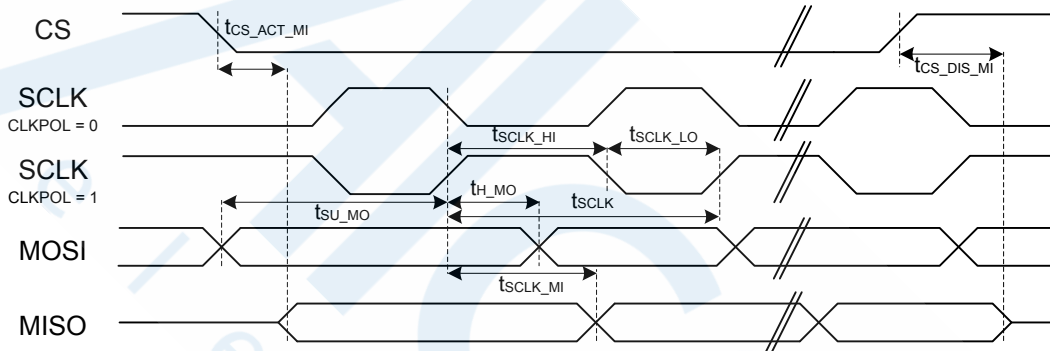 CS
tCS_ACT_MI
tCS_DIS_MI
SCLK
CLKPOL = 0
tSCLK_HI
tSCLK_LO
SCLK
CLKPOL = 1
tSU_MO
tH_MO
tSCLK
MOSI
tSCLK_MI
MISO